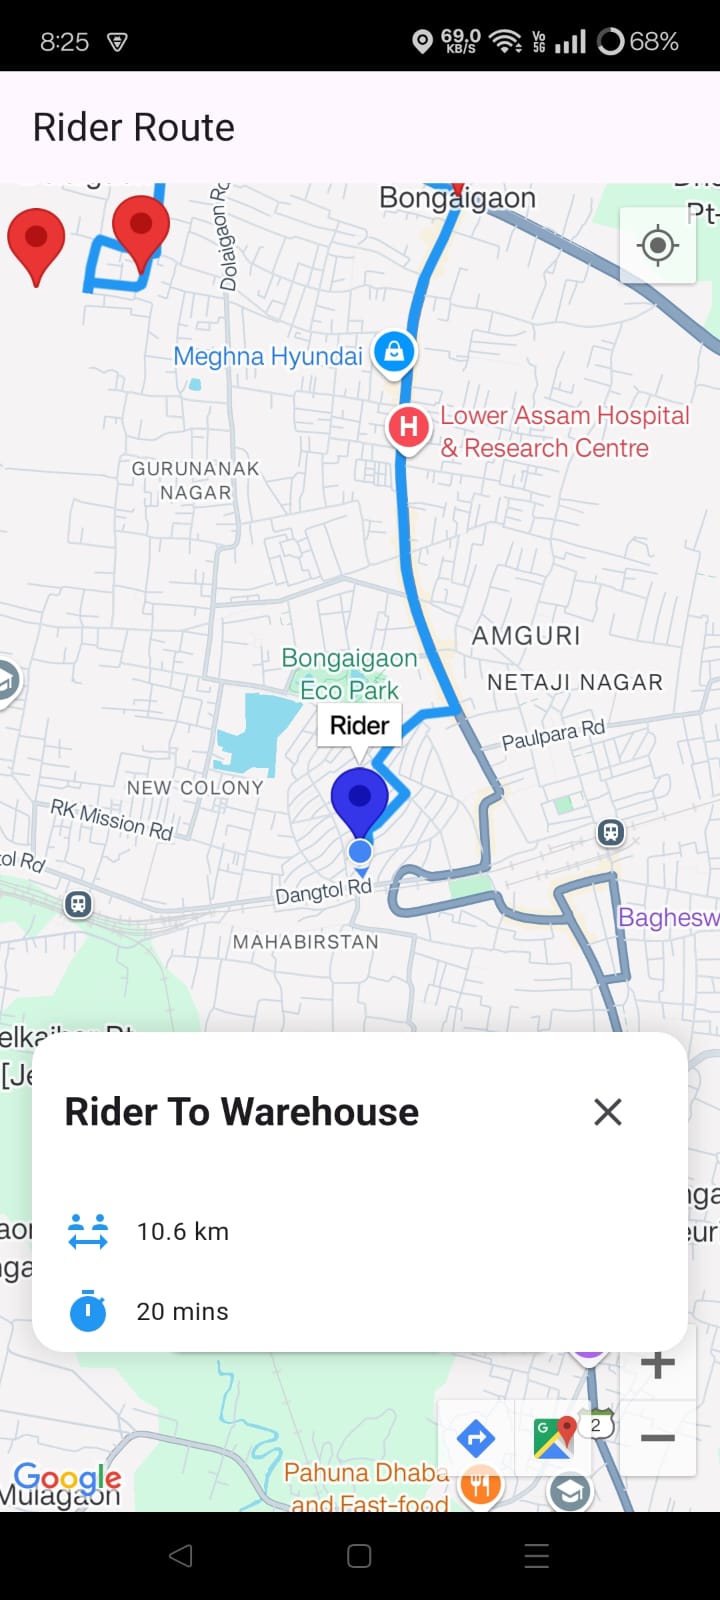 8:25
69.0
KB/S
Vo
5G
68%
Rider Route
Bongaigaon
Pt-
Dolaigaon Rd
Meghna Hyundai
H
Lower Assam Hospital
& Research Centre
GURUNANAK
NAGAR
AMGURI
Bongaigaon
Eco Park
NETAJI NAGAR
Rider
Paulpara Rd
NEW COLONY
RK Mission Rd
ol Rd
Dangtol Rd
Baghesw
MAHABIRSTAN
[Je
Rider To Warehouse
10.6 km
20 mins
G
2
Google
Mulagaon
Pahuna Dhaba
and Fast-food